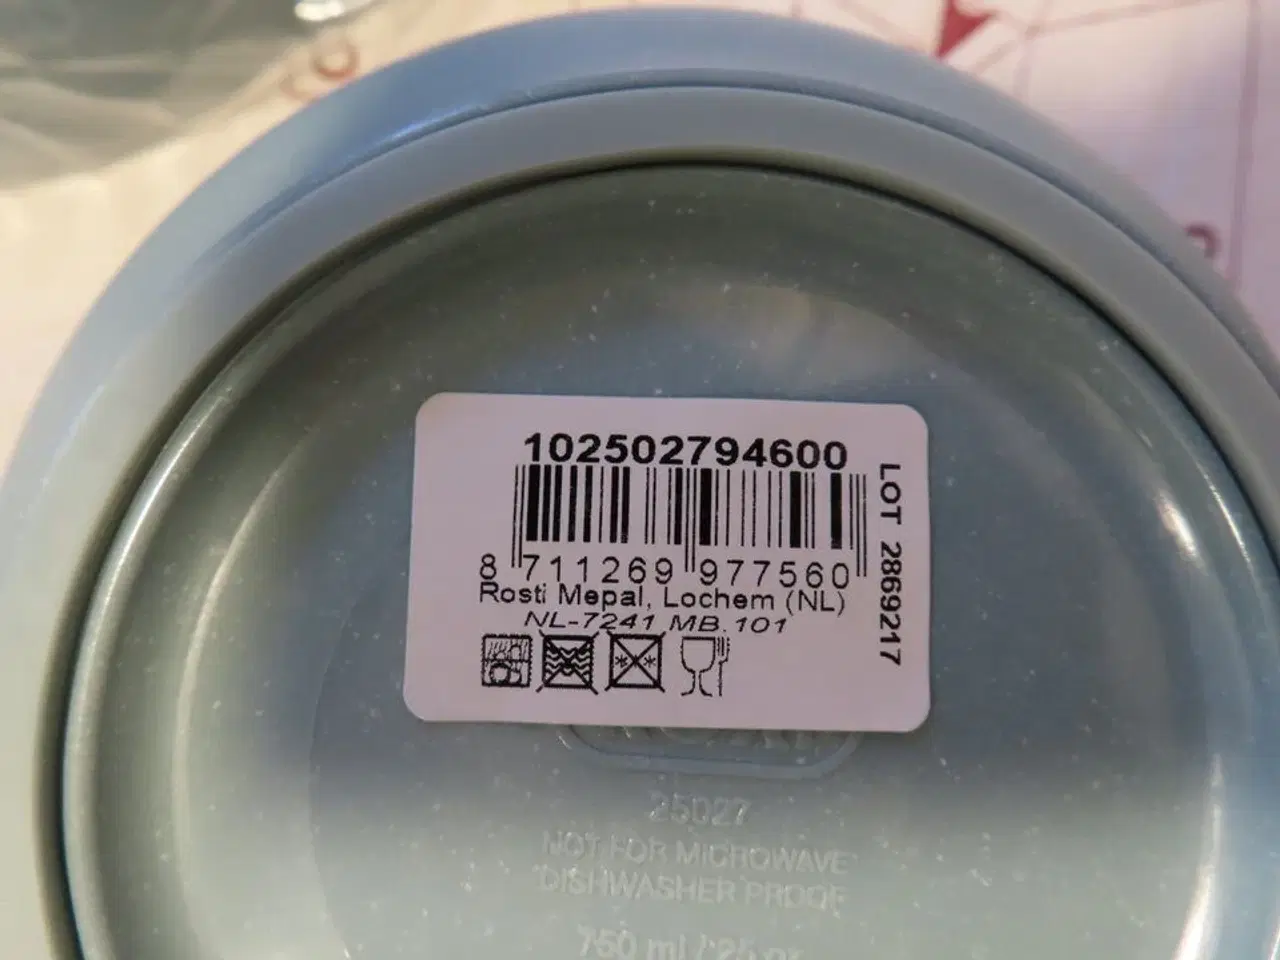 102502794600
8 711269 977560
Rosti Mepal, Lochem (NL)
NL-7241 MB.101
LOT 2869217
25027
NOT FOR MICROWAVE
DISHWASHER PROOF
750 ml / 25 oz